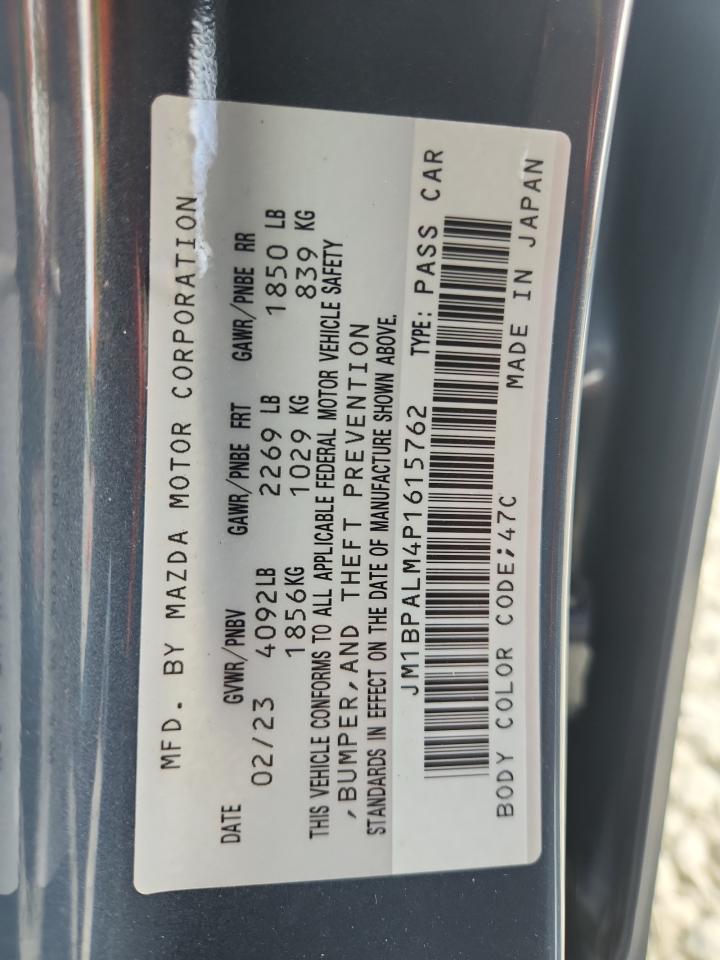 MFD. BY MAZDA MOTOR CORPORATION
DATE GVWR/PNBV GAWR/PNBE FRT GAWR/PNBE RR
02/23 4092LB 2269 LB 1850 LB
1856KG 1029 KG 839 KG
THIS VEHICLE CONFORMS TO ALL APPLICABLE FEDERAL MOTOR VEHICLE SAFETY
,BUMPER,AND THEFT PREVENTION
STANDARDS IN EFFECT ON THE DATE OF MANUFACTURE SHOWN ABOVE.
JM1BPALM4P1615762 TYPE: PASS CAR
BODY COLOR CODE;47C MADE IN JAPAN